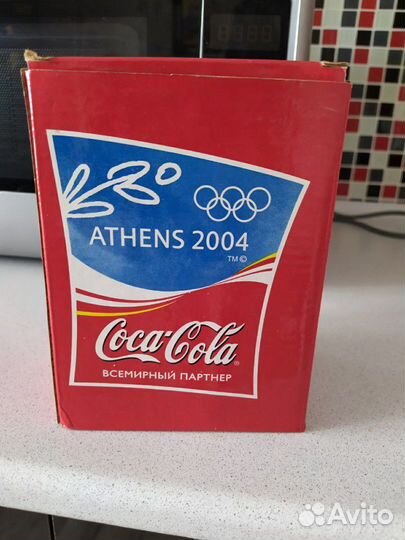 ATHENS 2004
TM©
Coca-Cola®
ВСЕМИРНЫЙ ПАРТНЕР
Avito